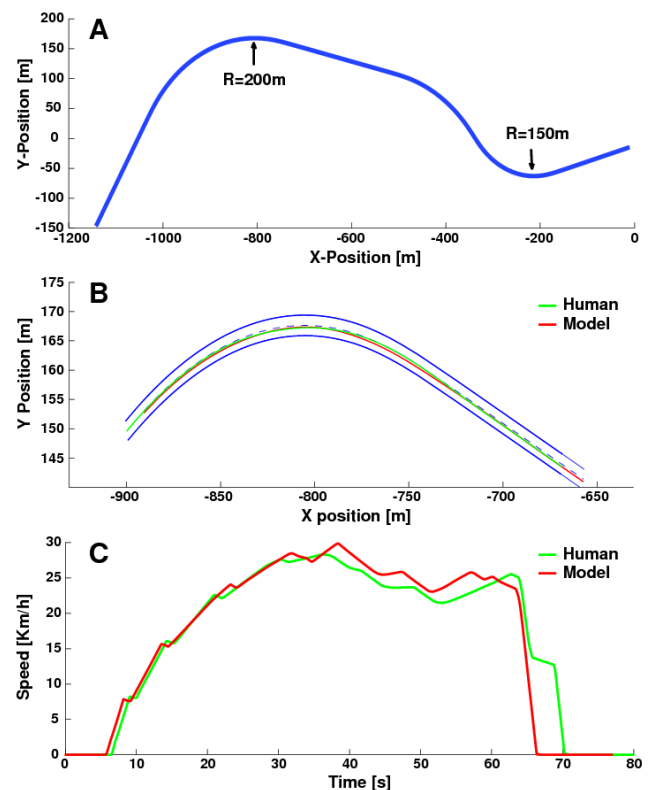 A
200
150
100
50
0
-50
-100
-150
Y-Position [m]
R=200m
R=150m
-1200 -1000 -800 -600 -400 -200 0
X-Position [m]
B
175
170
165
160
155
150
145
Y Position [m]
Human
Model
-900 -850 -800 -750 -700 -650
X position [m]
C
30
25
20
15
10
5
0
Speed [Km/h]
Human
Model
0 10 20 30 40 50 60 70 80
Time [s]